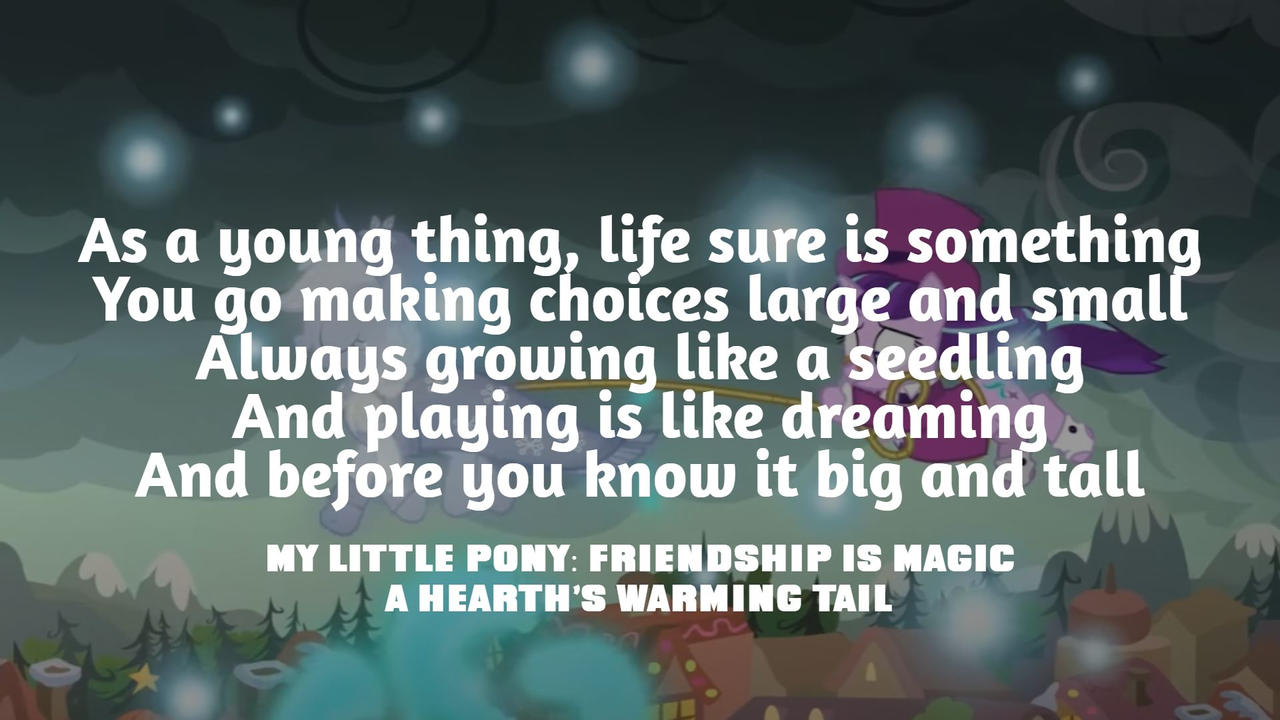 As a young thing, life sure is something
You go making choices large and small
Always growing like a seedling
And playing is like dreaming
And before you know it big and tall
MY LITTLE PONY: FRIENDSHIP IS MAGIC
A HEARTH'S WARMING TAIL